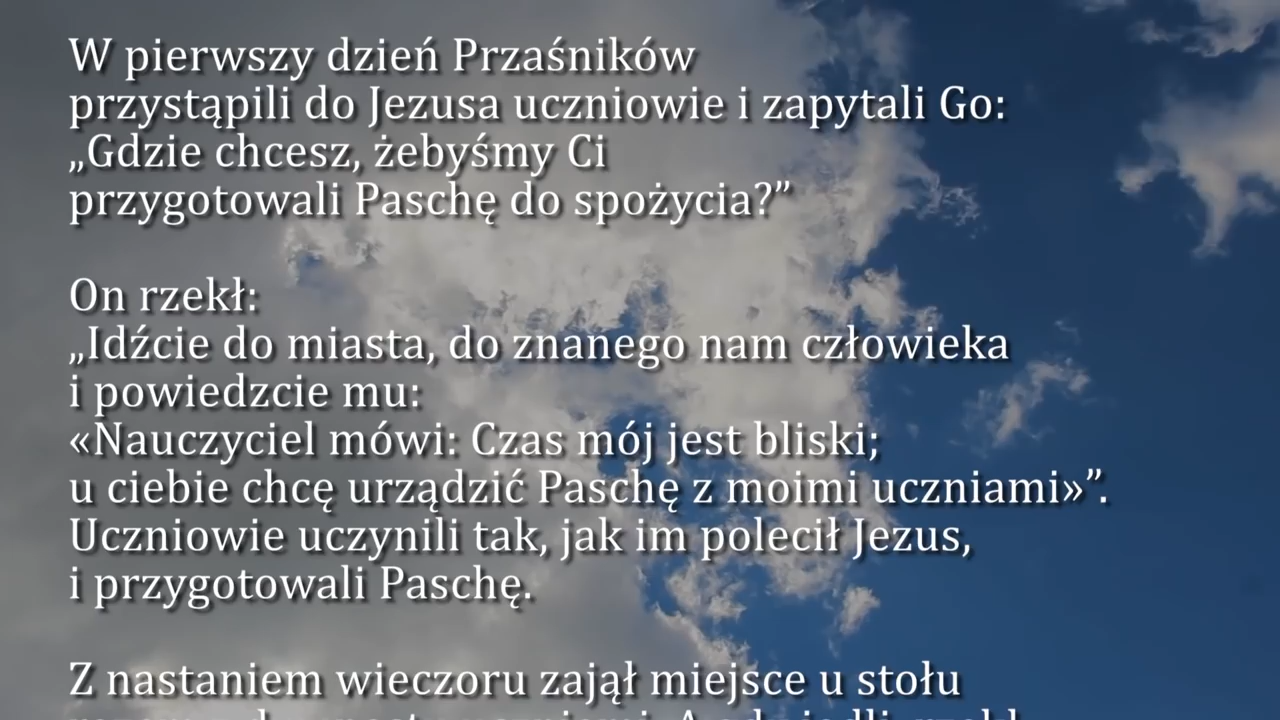 W pierwszy dzień Przaśników
przystąpili do Jezusa uczniowie i zapytali Go:
„Gdzie chcesz, żebyśmy Ci
przygotowali Paschę do spożycia?”
On rzekł:
„Idźcie do miasta, do znanego nam człowieka
i powiedzcie mu:
«Nauczyciel mówi: Czas mój jest bliski;
u ciebie chcę urządzić Paschę z moimi uczniami»”.
Uczniowie uczynili tak, jak im polecił Jezus,
i przygotowali Paschę.
Z nastaniem wieczoru zajął miejsce u stołu